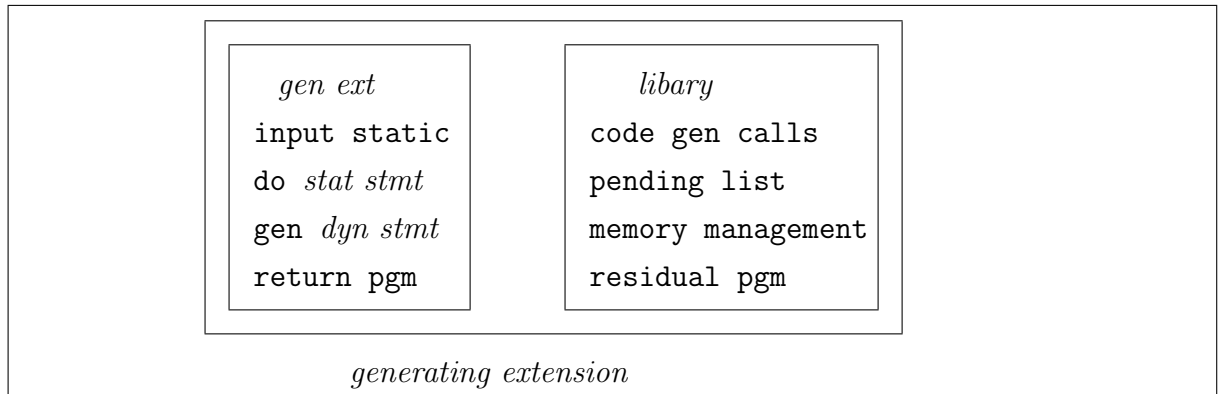 gen ext
input static
do stat stmt
gen dyn stmt
return pgm
libary
code gen calls
pending list
memory management
residual pgm
generating extension